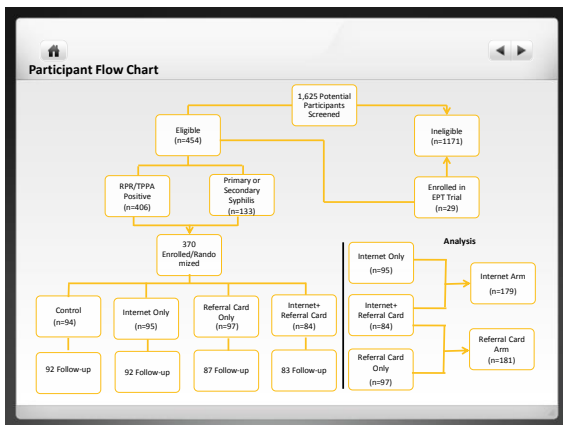 Participant Flow Chart
1,625 Potential
Participants
Screened
Eligible
(n=454)
Ineligible
(n=1171)
RPR/TPPA
Positive
(n=406)
Primary or
Secondary
Syphilis
(n=133)
Enrolled in
EPT Trial
(n=29)
370
Enrolled/Rando
mized
Control
(n=94)
Internet Only
(n=95)
Referral Card
Only
(n=97)
Internet+
Referral Card
(n=84)
92 Follow-up
92 Follow-up
87 Follow-up
83 Follow-up
Analysis
Internet Only
(n=95)
Internet+
Referral Card
(n=84)
Referral Card
Only
(n=97)
Internet Arm
(n=179)
Referral Card
Arm
(n=181)